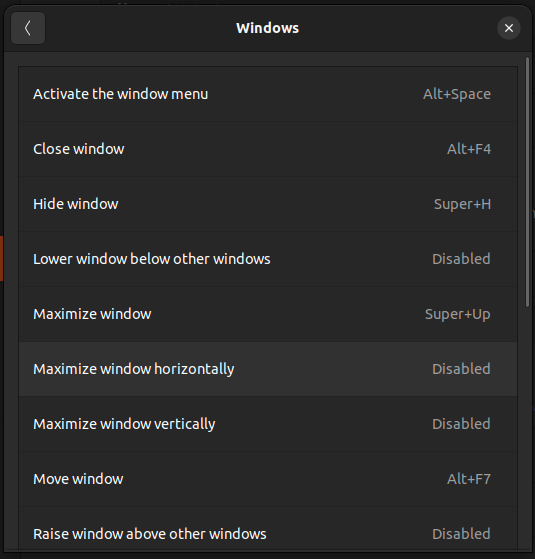 Windows
Activate the window menu Alt+Space
Close window Alt+F4
Hide window Super+H
Lower window below other windows Disabled
Maximize window Super+Up
Maximize window horizontally Disabled
Maximize window vertically Disabled
Move window Alt+F7
Raise window above other windows Disabled